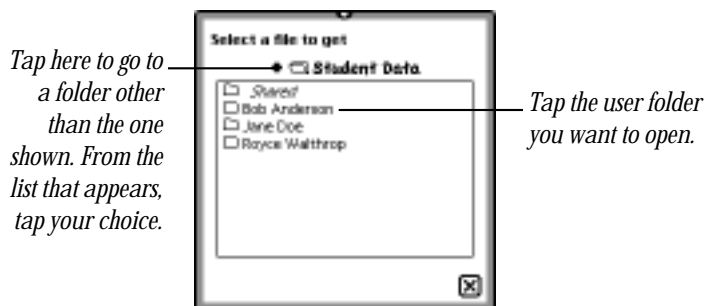 Tap here to go to
a folder other
than the one
shown. From the
list that appears,
tap your choice.
Select a file to get
Student Data
Shared
Bob Anderson
Jane Doe
Royce Walthrop
Tap the user folder
you want to open.